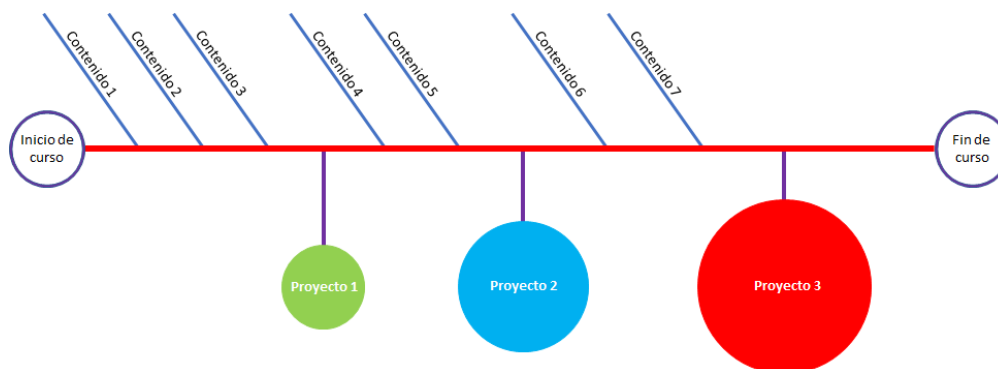 Contenido 1
Contenido 2
Contenido 3
Contenido 4
Contenido 5
Contenido 6
Contenido 7
Inicio de
curso
Fin de
curso
Proyecto 1
Proyecto 2
Proyecto 3